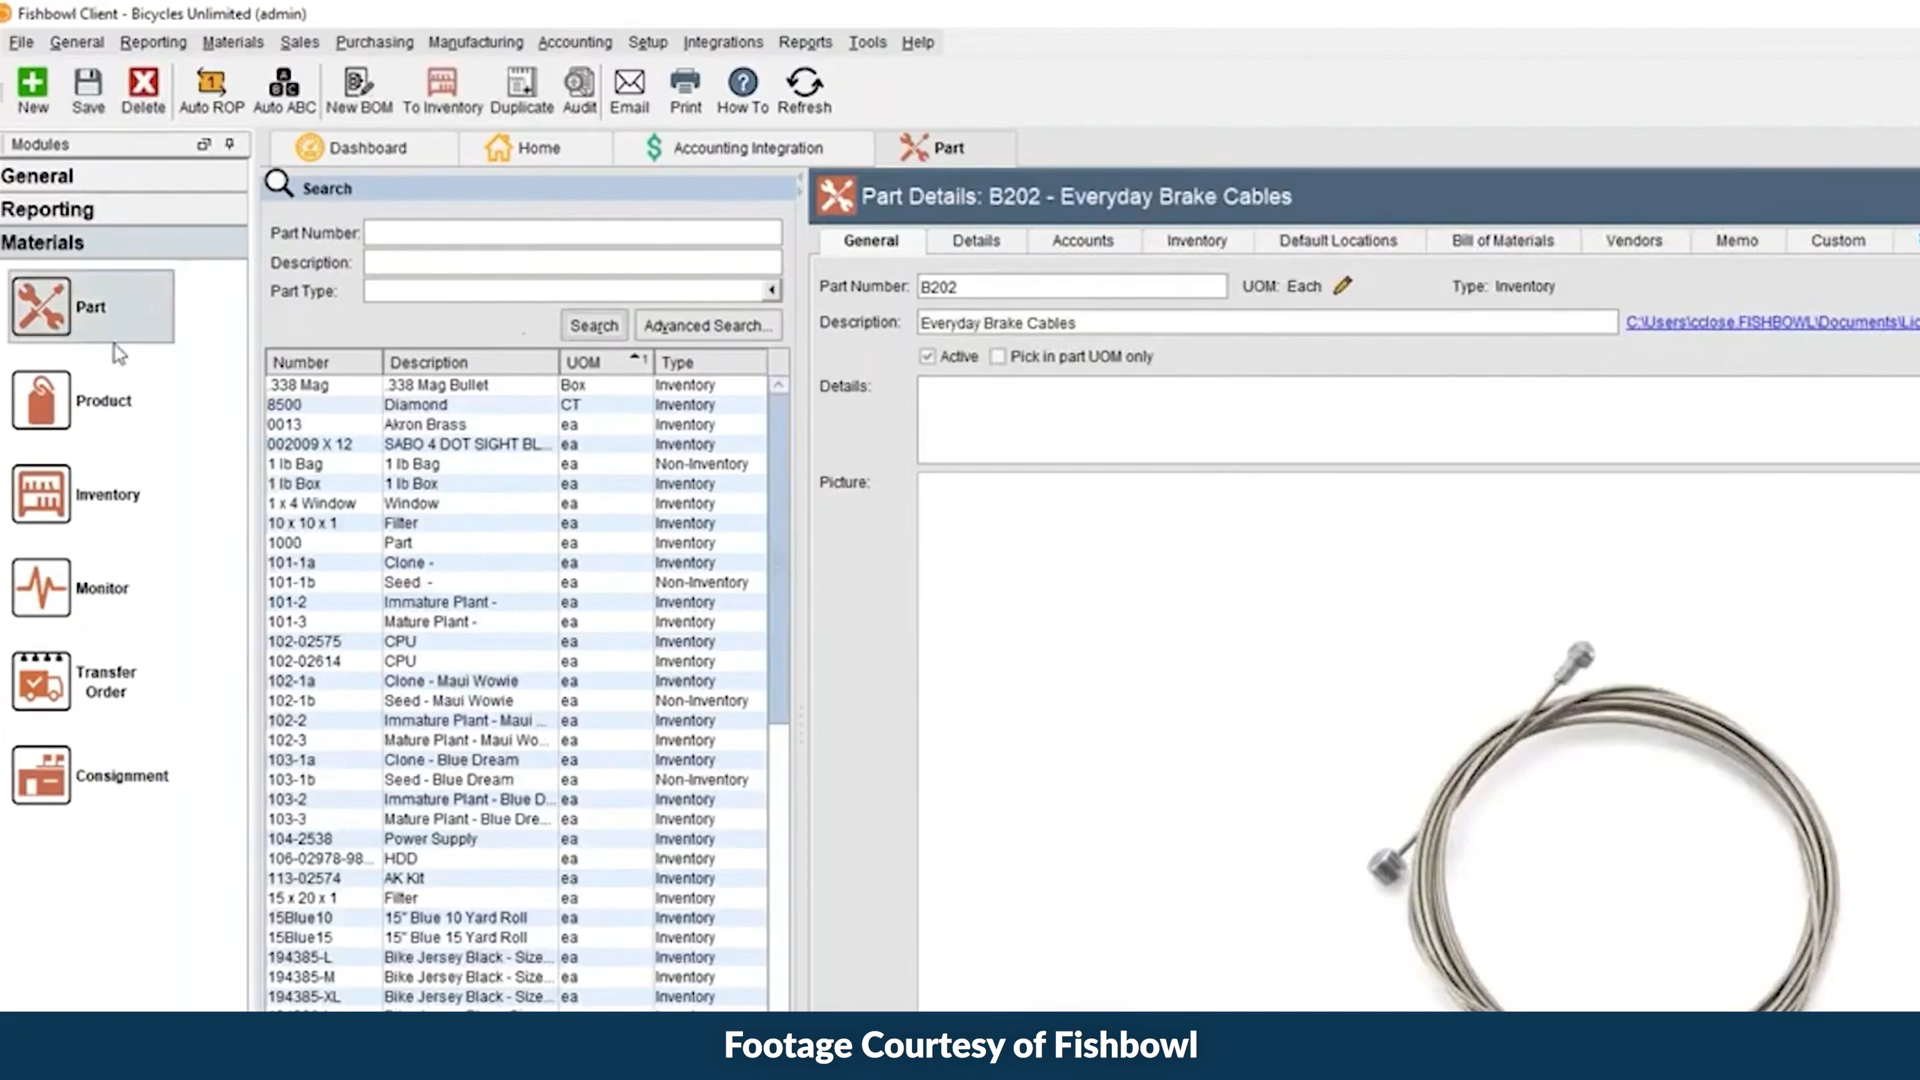 Fishbowl Client - Bicycles Unlimited (admin)
File General Reporting Materials Sales Purchasing Manufacturing Accounting Setup Integrations Reports Tools Help
New Save Delete Auto ROP Auto ABC New BOM To Inventory Duplicate Audit Email Print How To Refresh
Modules
General
Reporting
Materials
Part
Product
Inventory
Monitor
Transfer
Order
Consignment
Dashboard Home Accounting Integration Part
Search
Part Number:
Description:
Part Type:
Search Advanced Search...
Number Description UOM 1 Type
.338 Mag .338 Mag Bullet Box Inventory
8500 Diamond CT Inventory
0013 Akron Brass ea Inventory
002009 X 12 SABO 4 DOT SIGHT BL... ea Inventory
1 lb Bag 1 lb Bag ea Non-Inventory
1 lb Box 1 lb Box ea Inventory
1 x 4 Window Window ea Inventory
10 x 10 x 1 Filter ea Inventory
1000 Part ea Inventory
101-1a Clone - ea Inventory
101-1b Seed - ea Non-Inventory
101-2 Immature Plant - ea Inventory
101-3 Mature Plant - ea Inventory
102-02575 CPU ea Inventory
102-02614 CPU ea Inventory
102-1a Clone - Maui Wowie ea Inventory
102-1b Seed - Maui Wowie ea Non-Inventory
102-2 Immature Plant - Maui ... ea Inventory
102-3 Mature Plant - Maui Wo... ea Inventory
103-1a Clone - Blue Dream ea Inventory
103-1b Seed - Blue Dream ea Non-Inventory
103-2 Immature Plant - Blue D... ea Inventory
103-3 Mature Plant - Blue Dre... ea Inventory
104-2538 Power Supply ea Inventory
106-02978-98... HDD ea Inventory
113-02574 AK Kit ea Inventory
15 x 20 x 1 Filter ea Inventory
15Blue10 15" Blue 10 Yard Roll ea Inventory
15Blue15 15" Blue 15 Yard Roll ea Inventory
194385-L Bike Jersey Black - Size... ea Inventory
194385-M Bike Jersey Black - Size... ea Inventory
194385-XL Bike Jersey Black - Size... ea Inventory
Part Details: B202 - Everyday Brake Cables
General Details Accounts Inventory Default Locations Bill of Materials Vendors Memo Custom
Part Number: B202 UOM: Each Type: Inventory
Description: Everyday Brake Cables C:\Users\cclose.FISHBOWL\Documents\Lic
Active Pick in part UOM only
Details:
Picture:
Footage Courtesy of Fishbowl